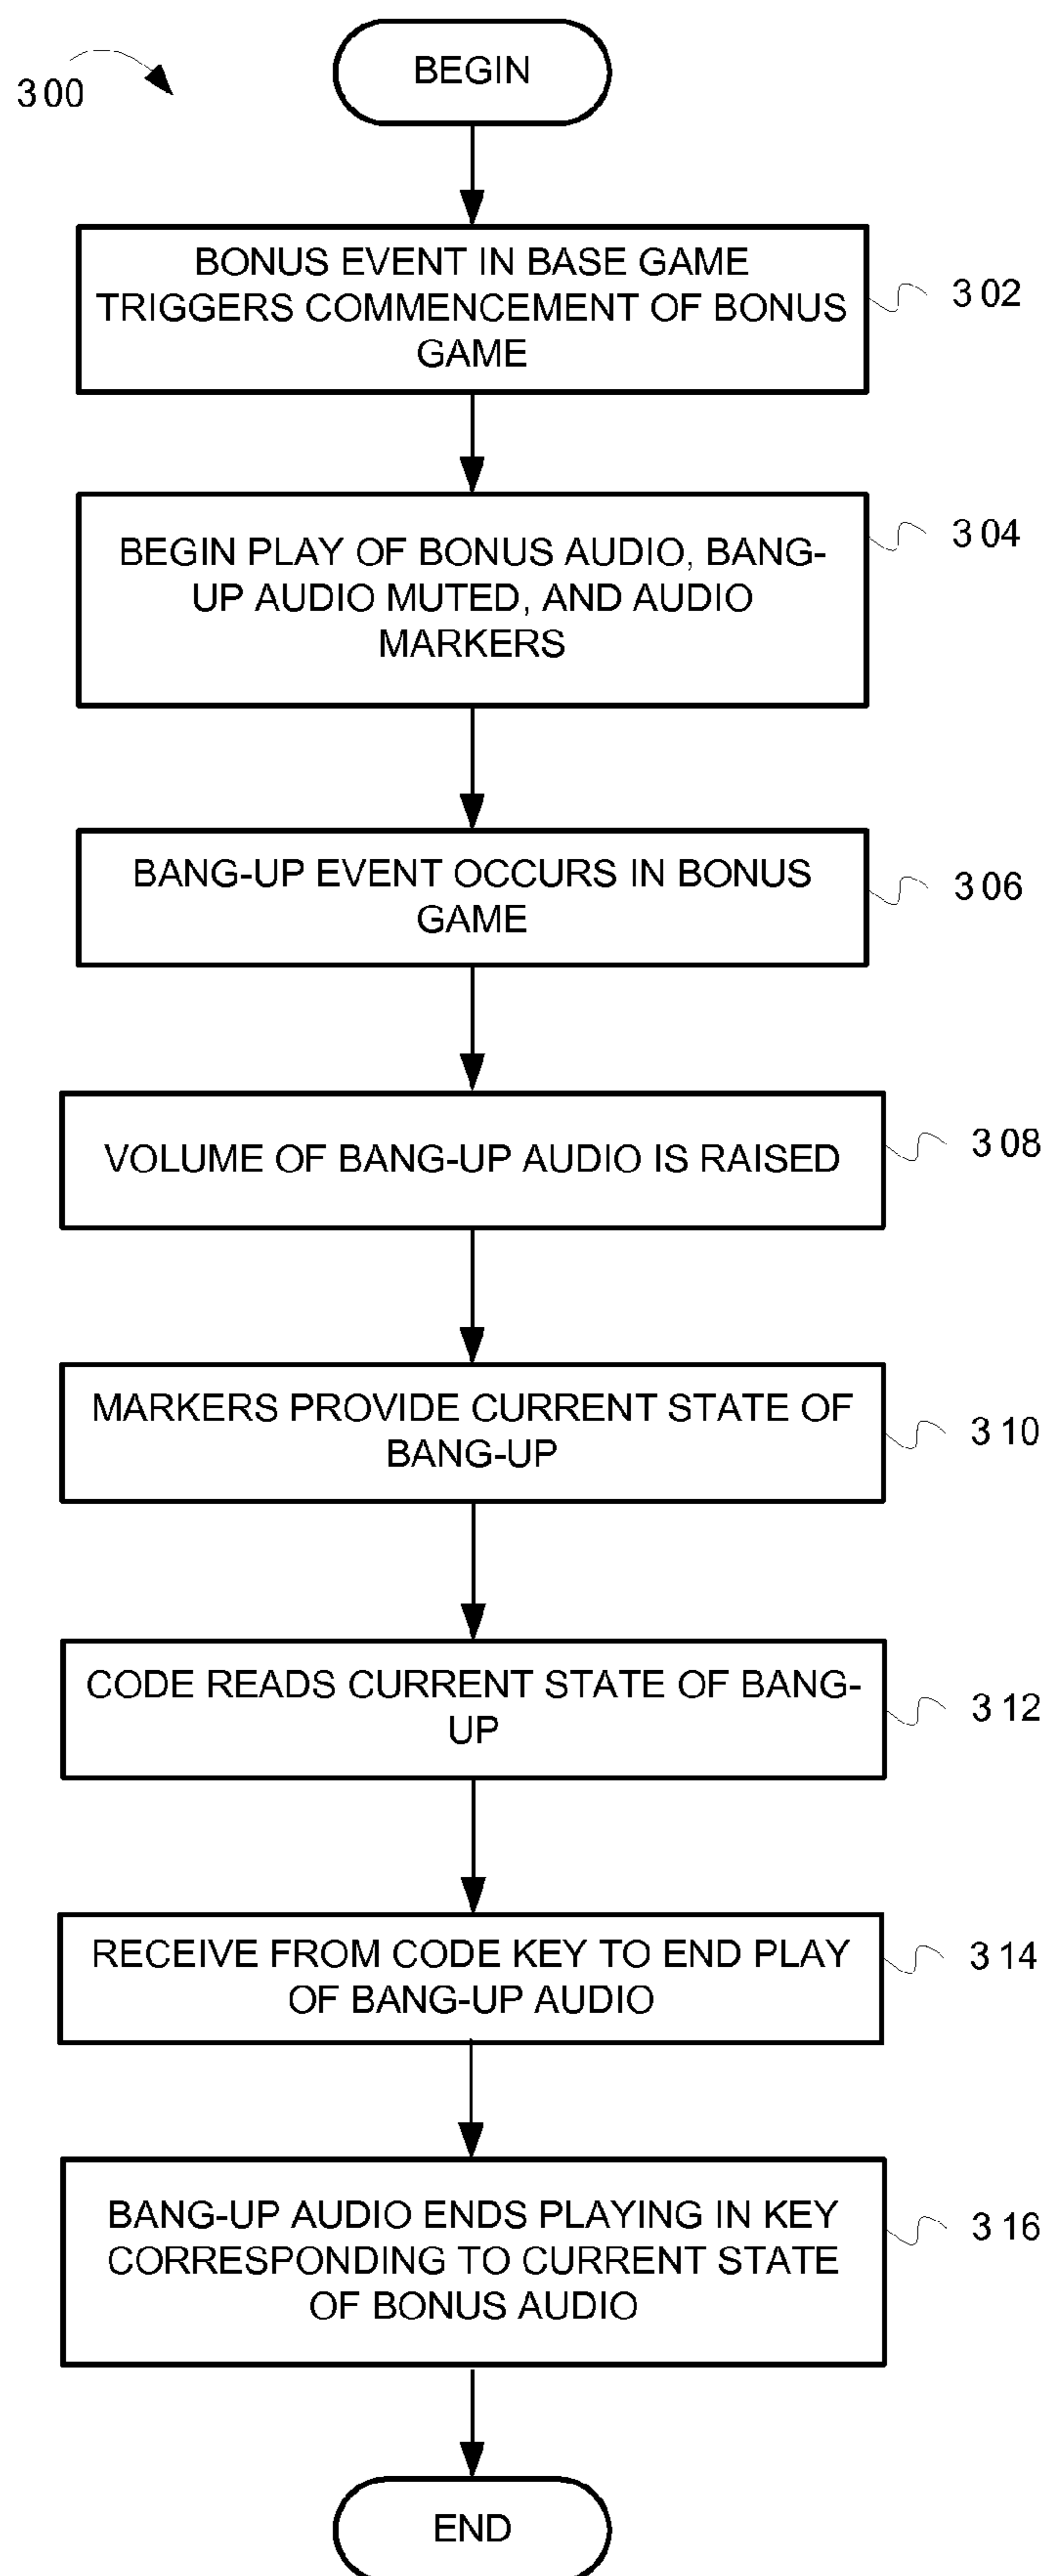 300
BEGIN
BONUS EVENT IN BASE GAME
TRIGGERS COMMENCEMENT OF BONUS
GAME
302
BEGIN PLAY OF BONUS AUDIO, BANG-
UP AUDIO MUTED, AND AUDIO
MARKERS
304
BANG-UP EVENT OCCURS IN BONUS
GAME
306
VOLUME OF BANG-UP AUDIO IS RAISED
308
MARKERS PROVIDE CURRENT STATE OF
BANG-UP
310
CODE READS CURRENT STATE OF BANG-
UP
312
RECEIVE FROM CODE KEY TO END PLAY
OF BANG-UP AUDIO
314
BANG-UP AUDIO ENDS PLAYING IN KEY
CORRESPONDING TO CURRENT STATE
OF BONUS AUDIO
316
END